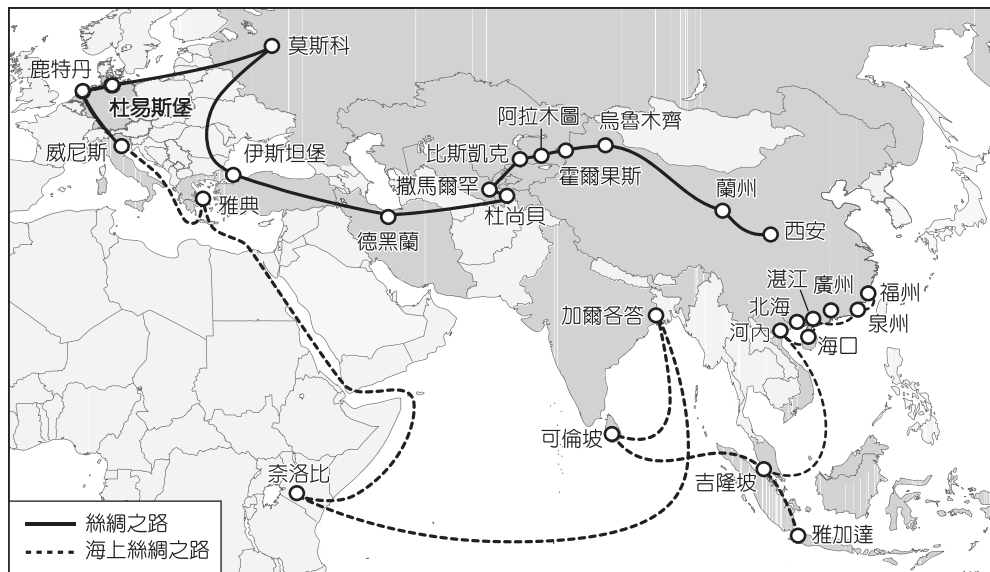 莫斯科
鹿特丹
杜易斯堡
阿拉木圖
烏魯木齊
威尼斯
伊斯坦堡
比斯凱克
霍爾果斯
撒馬爾罕
蘭州
雅典
杜尚貝
德黑蘭
西安
湛江
廣州
福州
北海
加爾各答
泉州
河內
海口
可倫坡
奈洛比
吉隆坡
雅加達
絲綢之路
海上絲綢之路